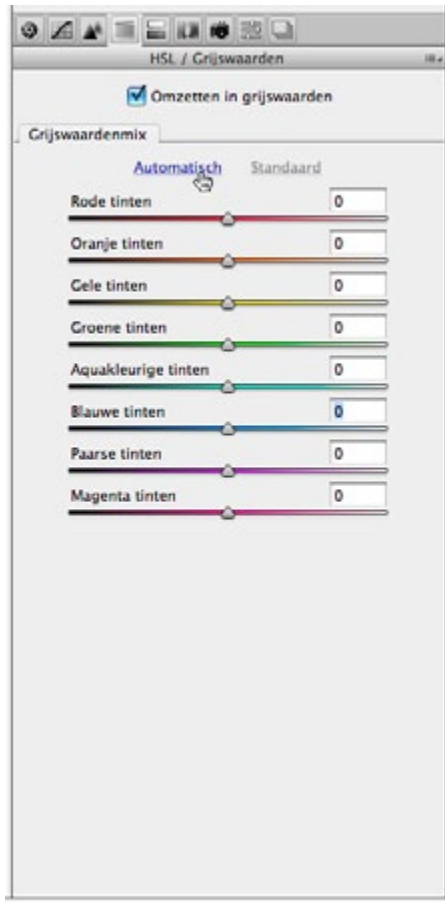 HSL / Grijswaarden
Omzetten in grijswaarden
Grijswaardenmix
Automatisch Standaard
Rode tinten 0
Oranje tinten 0
Gele tinten 0
Groene tinten 0
Aquakleurige tinten 0
Blauwe tinten 0
Paarse tinten 0
Magenta tinten 0